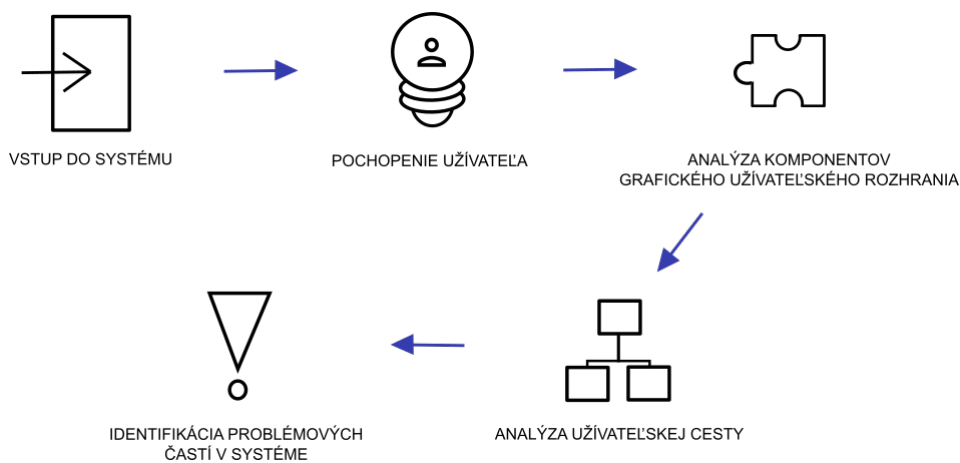 VSTUP DO SYSTÉMU
POCHOPENIE UŽÍVATEĽA
ANALÝZA KOMPONENTOV
GRAFICKÉHO UŽÍVATEĽSKÉHO ROZHRANIA
ANALÝZA UŽÍVATEĽSKEJ CESTY
IDENTIFIKÁCIA PROBLÉMOVÝCH
ČASTÍ V SYSTÉME